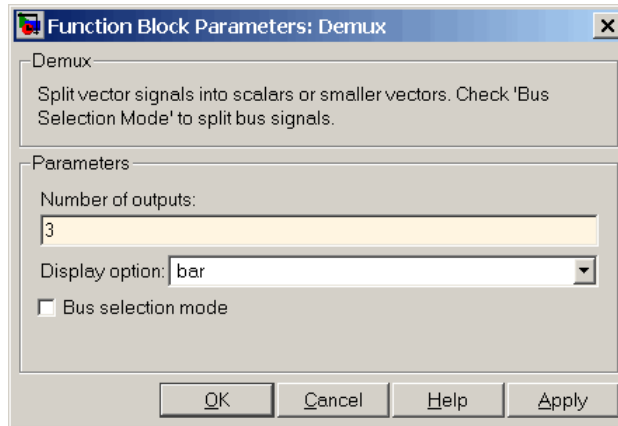 Function Block Parameters: Demux
Demux
Split vector signals into scalars or smaller vectors. Check 'Bus
Selection Mode' to split bus signals.
Parameters
Number of outputs:
3
Display option: bar
Bus selection mode
OK Cancel Help Apply